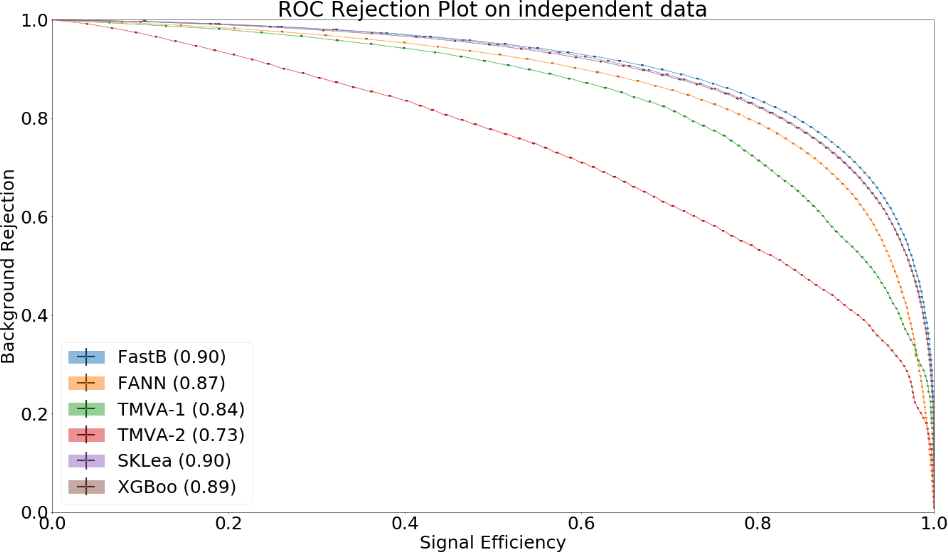 ROC Rejection Plot on independent data
1.0
0.8
0.6
0.4
0.2
0.0
Background Rejection
FastB (0.90)
FANN (0.87)
TMVA-1 (0.84)
TMVA-2 (0.73)
SKLea (0.90)
XGBoo (0.89)
0.0 0.2 0.4 0.6 0.8 1.0
Signal Efficiency